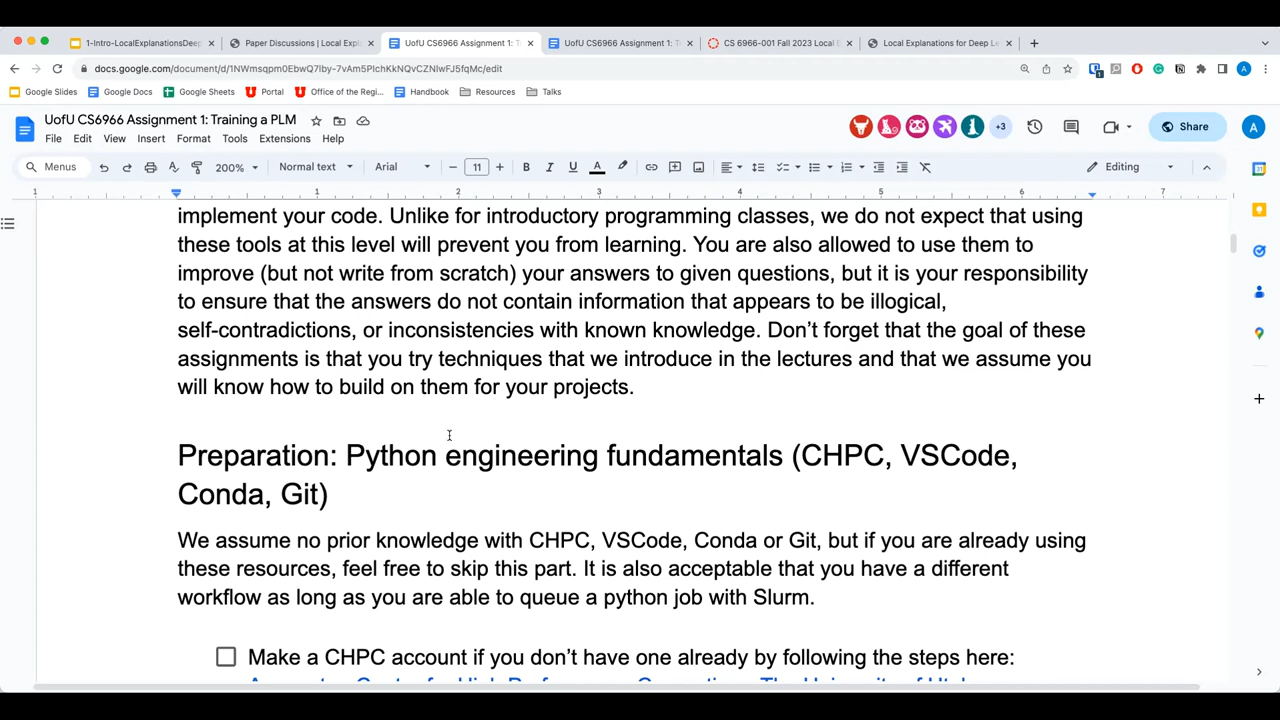 1-Intro-LocalExplanationsDeep
Paper Discussions | Local Expl
UofU CS6966 Assignment 1: T
UofU CS6966 Assignment 1: T
CS 6966-001 Fall 2023 Local E
Local Explanations for Deep Le
docs.google.com/document/d/1NWmsqpm0EbwQ7lby-7vAm5PlchKkNQvCZNlwFJ5fqMc/edit
Google Slides
Google Docs
Google Sheets
Portal
Office of the Regi...
Handbook
Resources
Talks
UofU CS6966 Assignment 1: Training a PLM
File Edit View Insert Format Tools Extensions Help
+3
Share
A
Menus
200%
Normal text
Arial
11
Editing
1 1 2 3 4 5 6 7
implement your code. Unlike for introductory programming classes, we do not expect that using
these tools at this level will prevent you from learning. You are also allowed to use them to
improve (but not write from scratch) your answers to given questions, but it is your responsibility
to ensure that the answers do not contain information that appears to be illogical,
self-contradictions, or inconsistencies with known knowledge. Don’t forget that the goal of these
assignments is that you try techniques that we introduce in the lectures and that we assume you
will know how to build on them for your projects.
Preparation: Python engineering fundamentals (CHPC, VSCode,
Conda, Git)
We assume no prior knowledge with CHPC, VSCode, Conda or Git, but if you are already using
these resources, feel free to skip this part. It is also acceptable that you have a different
workflow as long as you are able to queue a python job with Slurm.
Make a CHPC account if you don’t have one already by following the steps here: